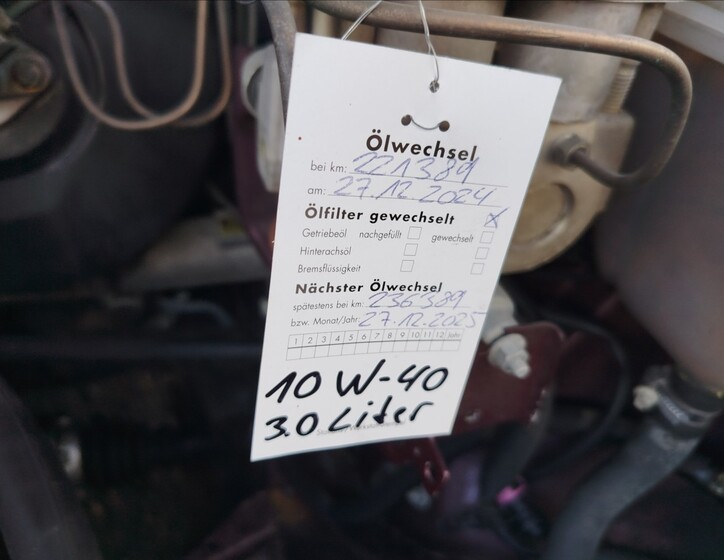 Ölwechsel
bei km: 221389
am: 27.12.2024
Ölfilter gewechselt
Getriebeöl nachgefüllt gewechselt
Hinterachsöl
Bremsflüssigkeit
Nächster Ölwechsel
spätestens bei km: 236389
bzw. Monat/Jahr: 27.12.2025
1 2 3 4 5 6 7 8 9 10 11 12 Jahr
10 W-40
3.0 Liter